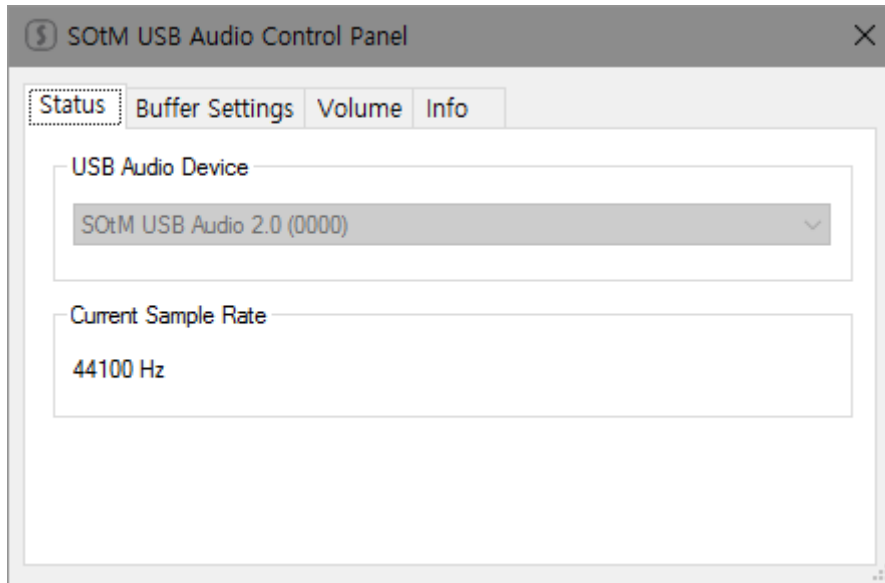 SOtM USB Audio Control Panel
Status Buffer Settings Volume Info
USB Audio Device
SOtM USB Audio 2.0 (0000)
Current Sample Rate
44100 Hz